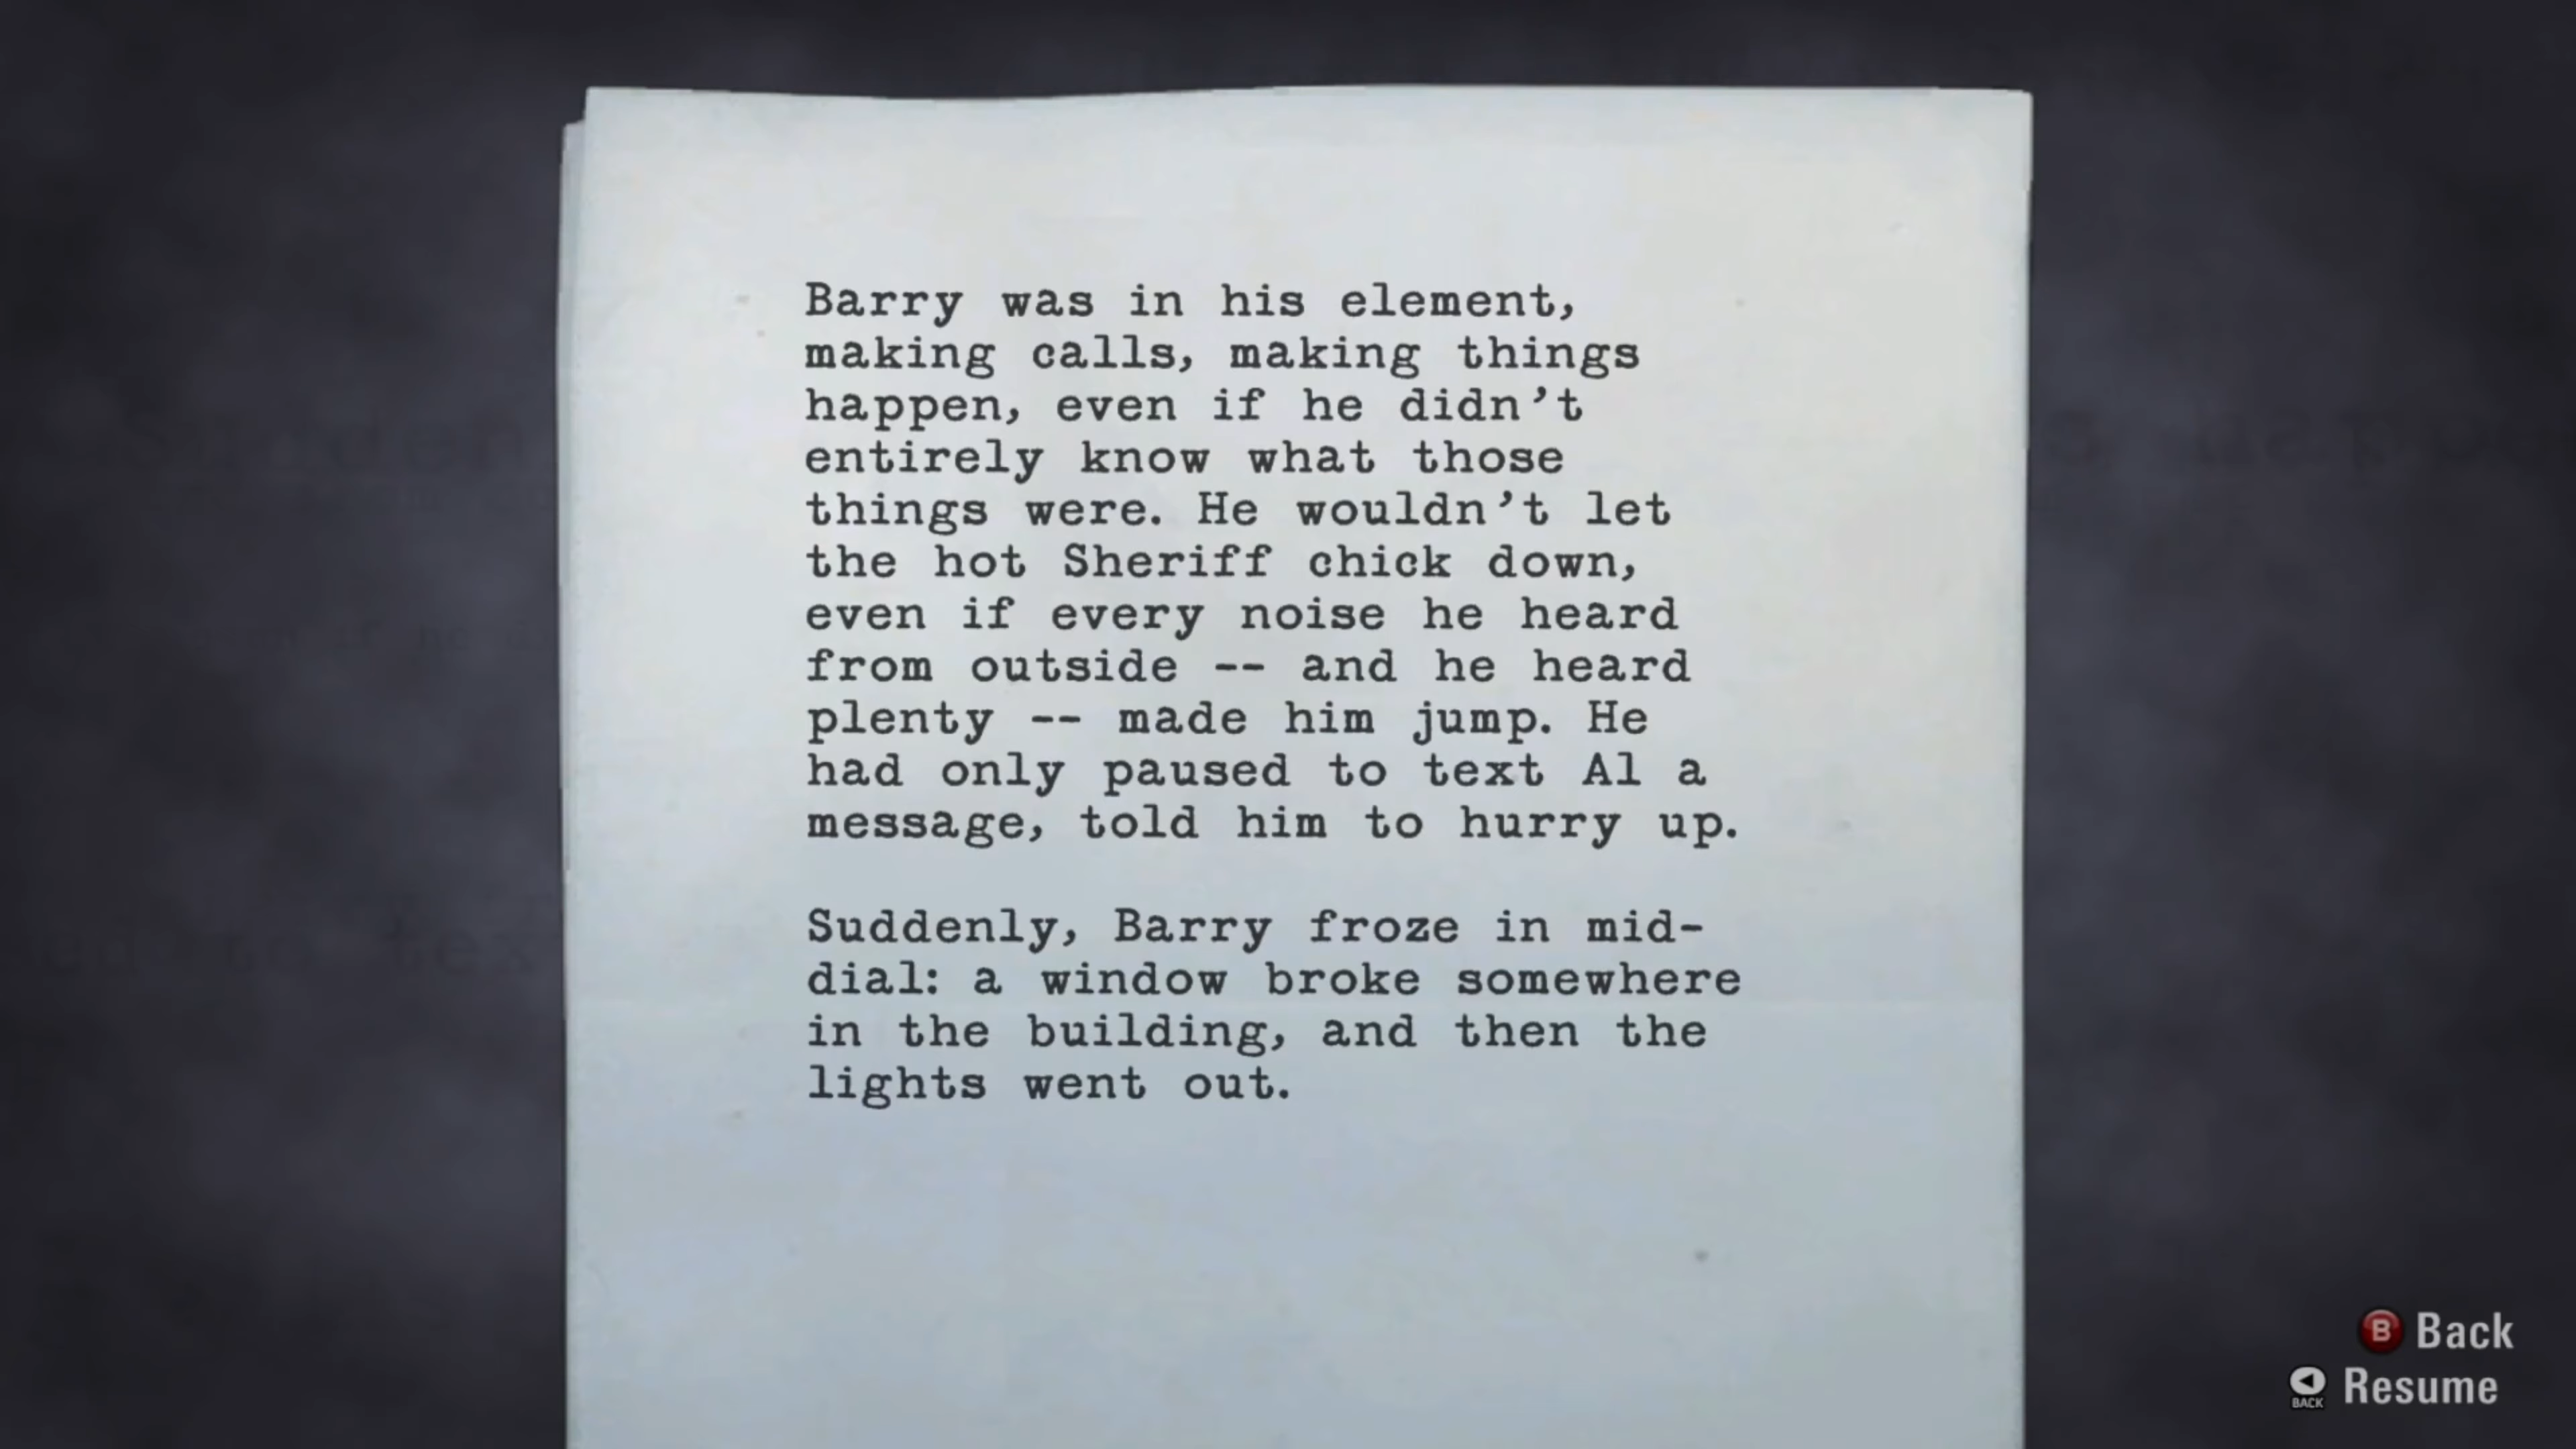 Barry was in his element,
making calls, making things
happen, even if he didn't
entirely know what those
things were. He wouldn't let
the hot Sheriff chick down,
even if every noise he heard
from outside -- and he heard
plenty -- made him jump. He
had only paused to text Al a
message, told him to hurry up.

Suddenly, Barry froze in mid-
dial: a window broke somewhere
in the building, and then the
lights went out.
B Back
BACK Resume